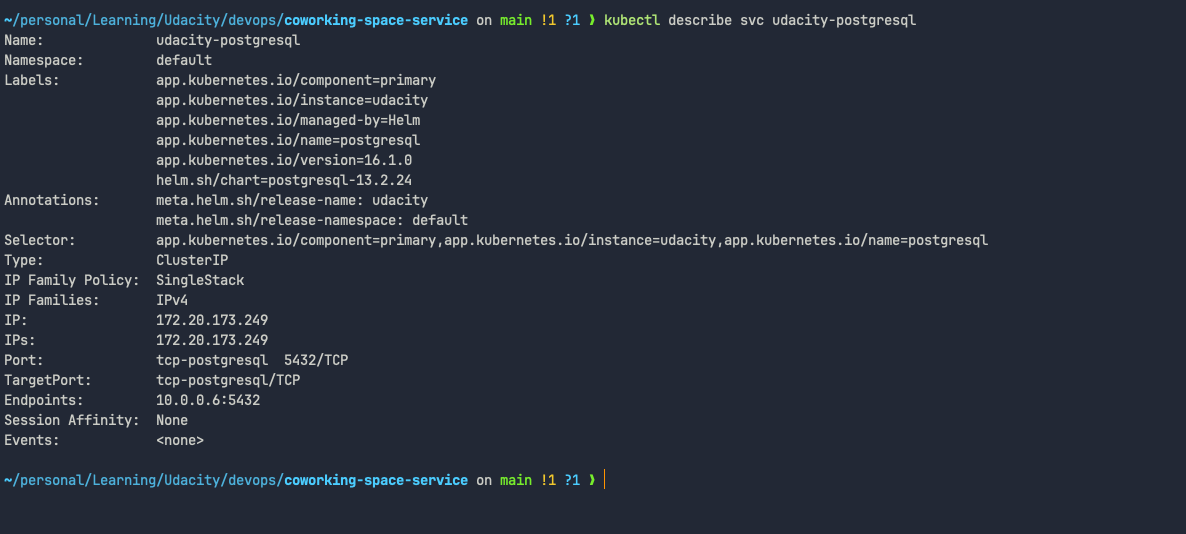 ~/personal/Learning/Udacity/devops/coworking-space-service on main !1 ?1 ❯ kubectl describe svc udacity-postgresql
Name:              udacity-postgresql
Namespace:         default
Labels:            app.kubernetes.io/component=primary
                   app.kubernetes.io/instance=udacity
                   app.kubernetes.io/managed-by=Helm
                   app.kubernetes.io/name=postgresql
                   app.kubernetes.io/version=16.1.0
                   helm.sh/chart=postgresql-13.2.24
Annotations:       meta.helm.sh/release-name: udacity
                   meta.helm.sh/release-namespace: default
Selector:          app.kubernetes.io/component=primary,app.kubernetes.io/instance=udacity,app.kubernetes.io/name=postgresql
Type:              ClusterIP
IP Family Policy:  SingleStack
IP Families:       IPv4
IP:                172.20.173.249
IPs:               172.20.173.249
Port:              tcp-postgresql  5432/TCP
TargetPort:        tcp-postgresql/TCP
Endpoints:         10.0.0.6:5432
Session Affinity:  None
Events:            <none>
~/personal/Learning/Udacity/devops/coworking-space-service on main !1 ?1 ❯